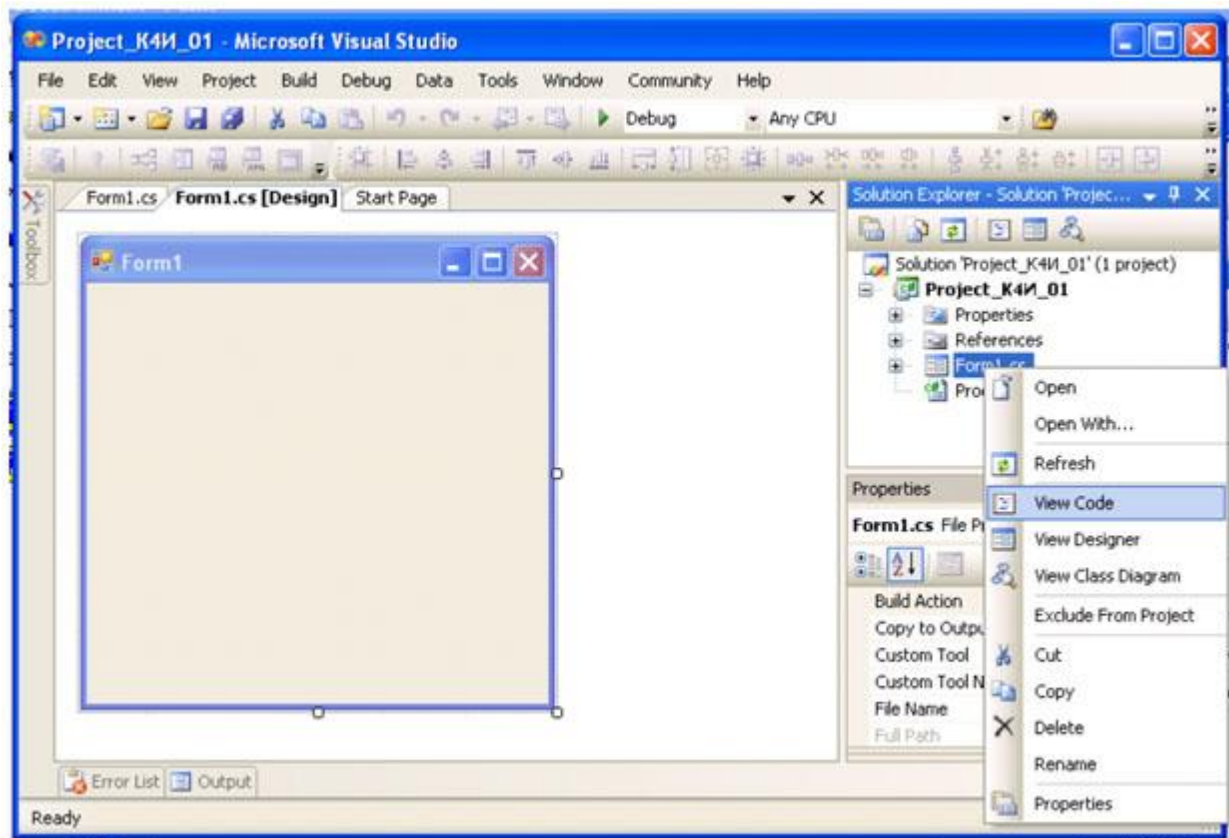 Project_К4И_01 - Microsoft Visual Studio
File Edit View Project Build Debug Data Tools Window Community Help
Debug Any CPU
Form1.cs Form1.cs [Design] Start Page
Toolbox
Form1
Solution Explorer - Solution 'Projec...
Solution 'Project_К4И_01' (1 project)
Project_К4И_01
Properties
References
Form1.cs
Open
Open With...
Refresh
View Code
View Designer
View Class Diagram
Exclude From Project
Cut
Copy
Delete
Rename
Properties
Properties
Form1.cs File P
Build Action
Copy to Outpu
Custom Tool
Custom Tool N
File Name
Full Path
Error List Output
Ready